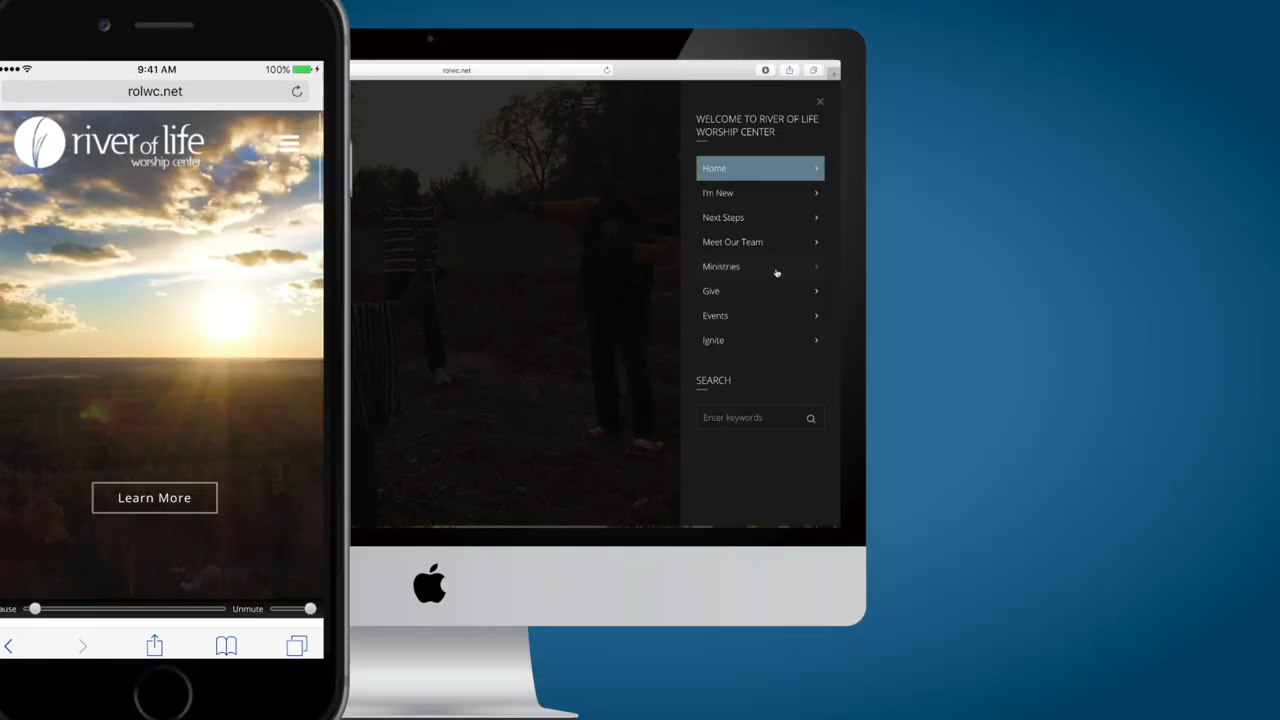 9:41 AM
100%
rolwc.net
river of life
worship center
Learn More
ause
Unmute
rolwc.net
WELCOME TO RIVER OF LIFE
WORSHIP CENTER
Home
I'm New
Next Steps
Meet Our Team
Ministries
Give
Events
Ignite
SEARCH
Enter keywords